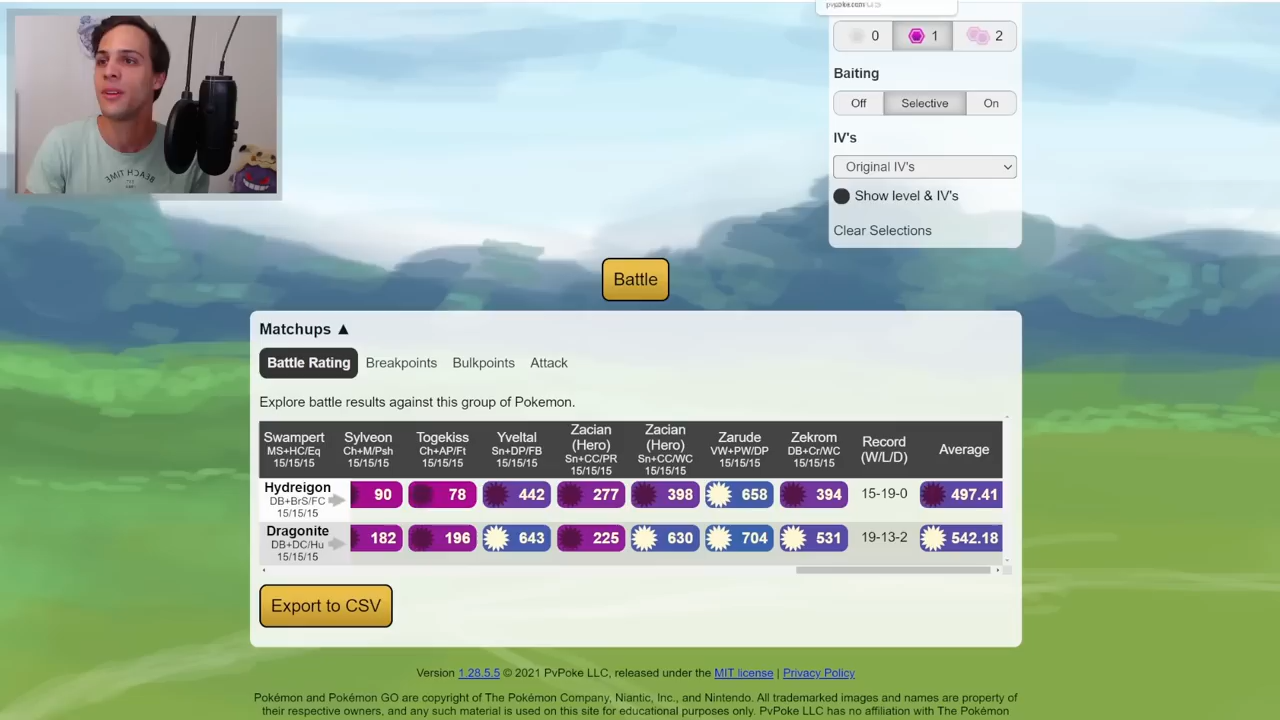 pvpoke.com
0
1
2
Baiting
Off
Selective
On
IV's
Original IV's
Show level & IV's
Clear Selections
BEACH TIME
Battle
Matchups ▲
Battle Rating
Breakpoints
Bulkpoints
Attack
Explore battle results against this group of Pokemon.
Swampert
MS+HC/Eq
15/15/15
Sylveon
Ch+M/Psh
15/15/15
Togekiss
Ch+AP/Ft
15/15/15
Yveltal
Sn+DP/FB
15/15/15
Zacian
(Hero)
Sn+CC/PR
15/15/15
Zacian
(Hero)
Sn+CC/WC
15/15/15
Zarude
VW+PW/DP
15/15/15
Zekrom
DB+Cr/WC
15/15/15
Record
(W/L/D)
Average
Hydreigon
DB+BrS/FC
15/15/15
90
78
442
277
398
658
394
15-19-0
497.41
Dragonite
DB+DC/Hu
15/15/15
182
196
643
225
630
704
531
19-13-2
542.18
Export to CSV
Version 1.28.5.5 © 2021 PvPoke LLC, released under the MIT license | Privacy Policy
Pokémon and Pokémon GO are copyright of The Pokémon Company, Niantic, Inc., and Nintendo. All trademarked images and names are property of
their respective owners, and any such material is used on this site for educational purposes only. PvPoke LLC has no affiliation with The Pokémon